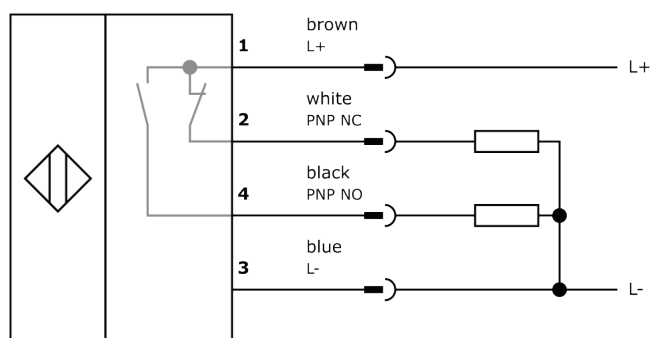 brown
1 L+
L+
white
2 PNP NC
black
4 PNP NO
blue
3 L-
L-